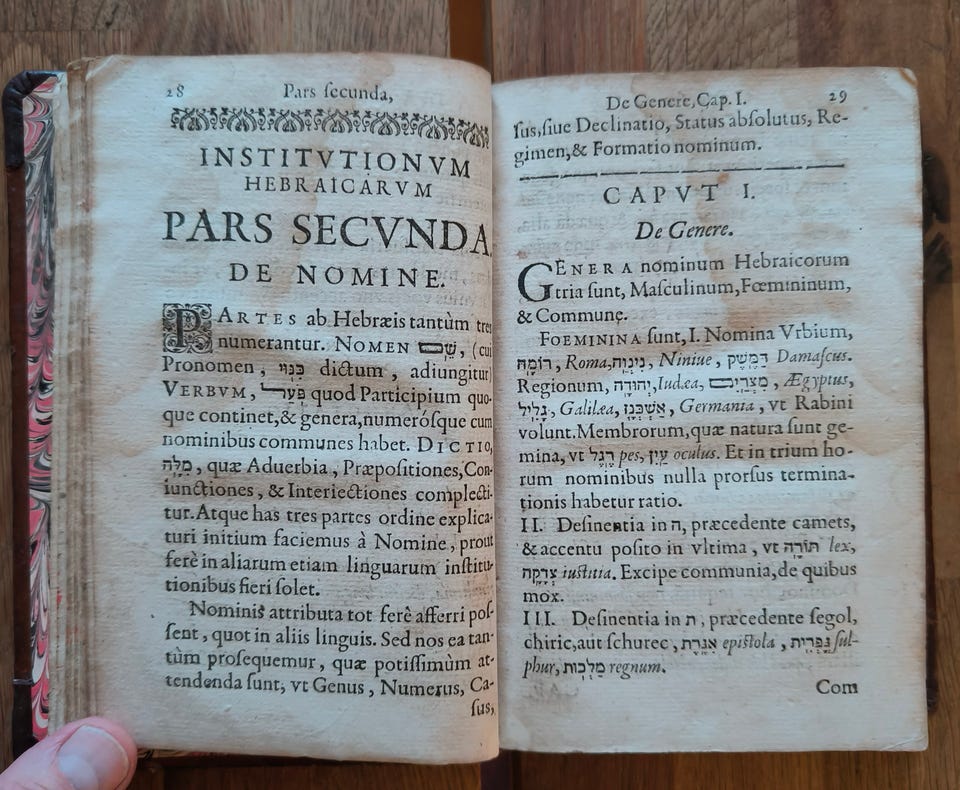 28 Pars ſecunda,
INSTITVTIONVM
HEBRAICARVM
PARS SECVNDA.
DE NOMINE.
PARTES ab Hebræis tantùm tres
numerantur. NOMEN שֵׁם, (cui
Pronomen, כִּנּוּי dictum, adiungitur)
VERBVM, פֹּעַל quod Participium quo-
que continet, & genera, numeróſque cum
nominibus communes habet. DICTIO,
מִלָּה, quæ Aduerbia, Præpoſitiones, Con-
iunctiones, & Interiectiones complecti-
tur. Atque has tres partes ordine explica-
turi initium faciemus à Nomine, prout
ferè in aliarum etiam linguarum inſtitu-
tionibus fieri ſolet.
Nominis attributa tot ferè afferri poſ-
ſent, quot in aliis linguis. Sed nos ea tan-
tùm proſequemur, quæ potiſſimùm at-
tendenda ſunt, vt Genus, Numerus, Ca-
ſus,
De Genere, Cap. I. 29
ſus, ſiue Declinatio, Status abſolutus, Re-
gimen, & Formatio nominum.
CAPVT I.
De Genere.
GENERA nominum Hebraicorum
tria ſunt, Maſculinum, Fœmininum,
& Commune.
FOEMININA ſunt, I. Nomina Vrbium,
רוֹמָה, Roma, נִינְוֵה, Niniue, דַּמֶּשֶׂק Damaſcus.
Regionum, יְהוּדָה, Iudæa, מִצְרַיִם, Ægyptus,
גָּלִיל, Galilæa, אַשְׁכְּנַז, Germania, vt Rabini
volunt. Membrorum, quæ natura ſunt ge-
mina, vt רֶגֶל pes, עַיִן oculus. Et in trium ho-
rum nominibus nulla prorſus termina-
tionis habetur ratio.
II. Deſinentia in ה, præcedente camets,
& accentu poſito in vltima, vt תּוֹרָה lex,
צְדָקָה iuſtitia. Excipe communia, de quibus
mox.
III. Deſinentia in ת, præcedente ſegol,
chiric, aut ſchurec, אִגֶּרֶת epiſtola, גָּפְרִית ſul-
phur, מַלְכוּת regnum.
Com